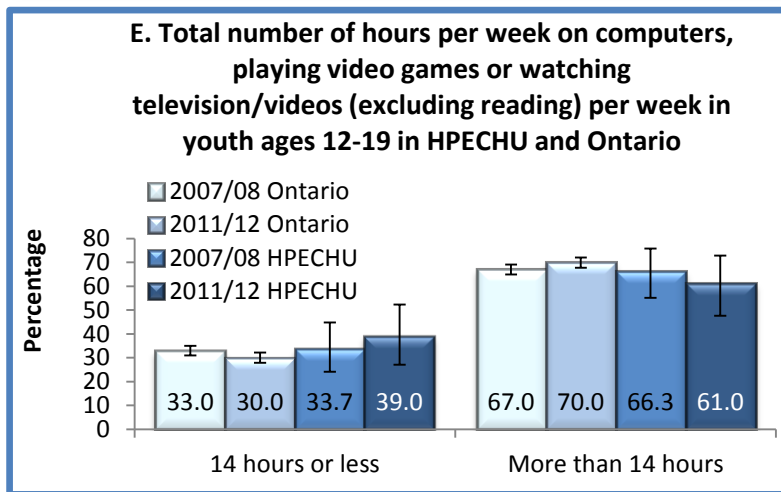 E. Total number of hours per week on computers,
playing video games or watching
television/videos (excluding reading) per week in
youth ages 12-19 in HPECHU and Ontario
2007/08 Ontario
2011/12 Ontario
2007/08 HPECHU
2011/12 HPECHU
Percentage
80
70
60
50
40
30
20
10
0
33.0 30.0 33.7 39.0 67.0 70.0 66.3 61.0
14 hours or less More than 14 hours